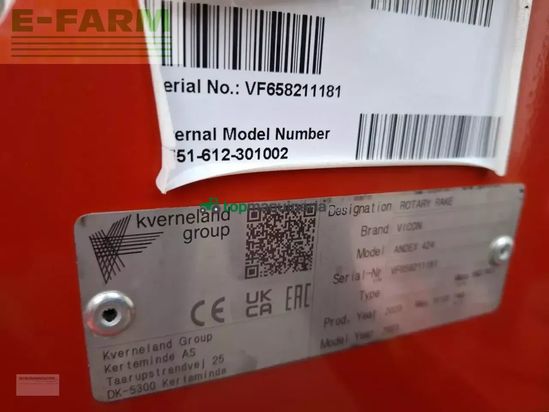 E-FARM
erial No.: VF658211181
ernal Model Number
51-612-301002
topmaquinaria
kverneland
group
Designation ROTARY RAKE
Brand VICON
Model ANDEX 424
Serial-Nr VF658211181
Type
Prod. Year
Model Year
CE UK CA EAC
Kverneland Group
Kerteminde AS
Taarupstrandvej 25
DK-5300 Kerteminde